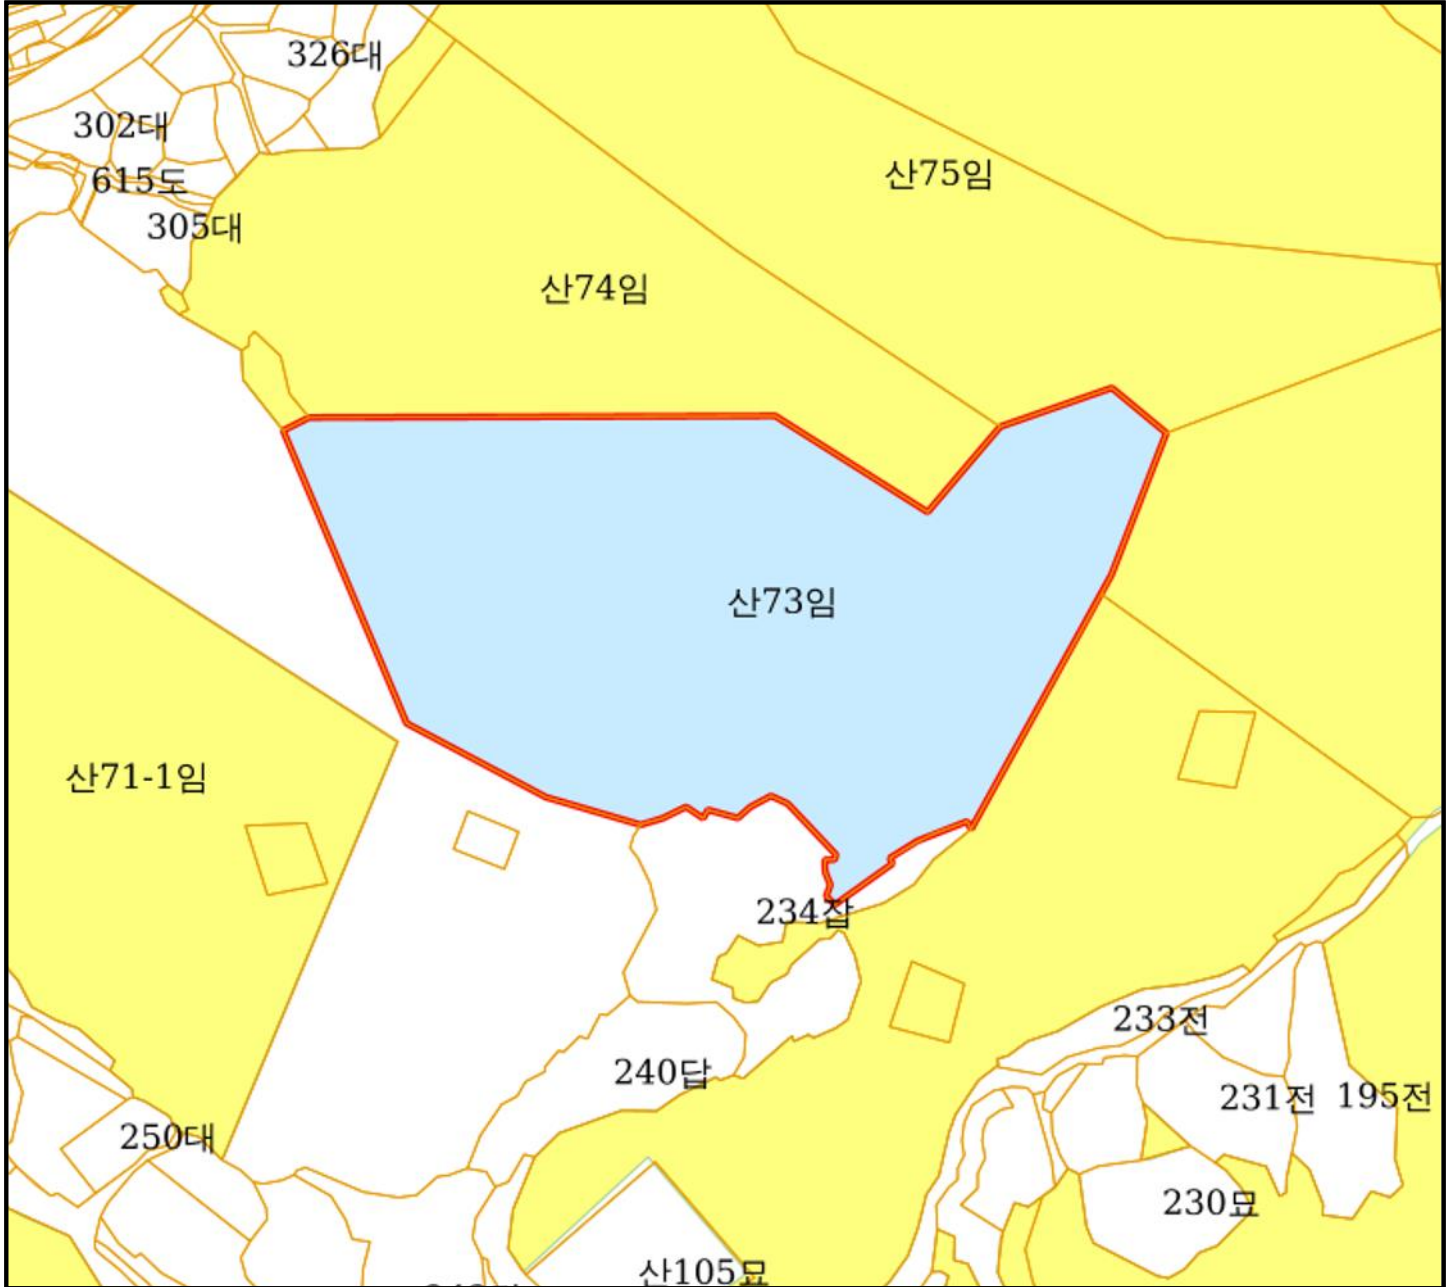 326대
302대
615도
305대
산75임
산74임
산73임
산71-1임
234잡
233전
240답
231전
195전
250대
230묘
산105묘